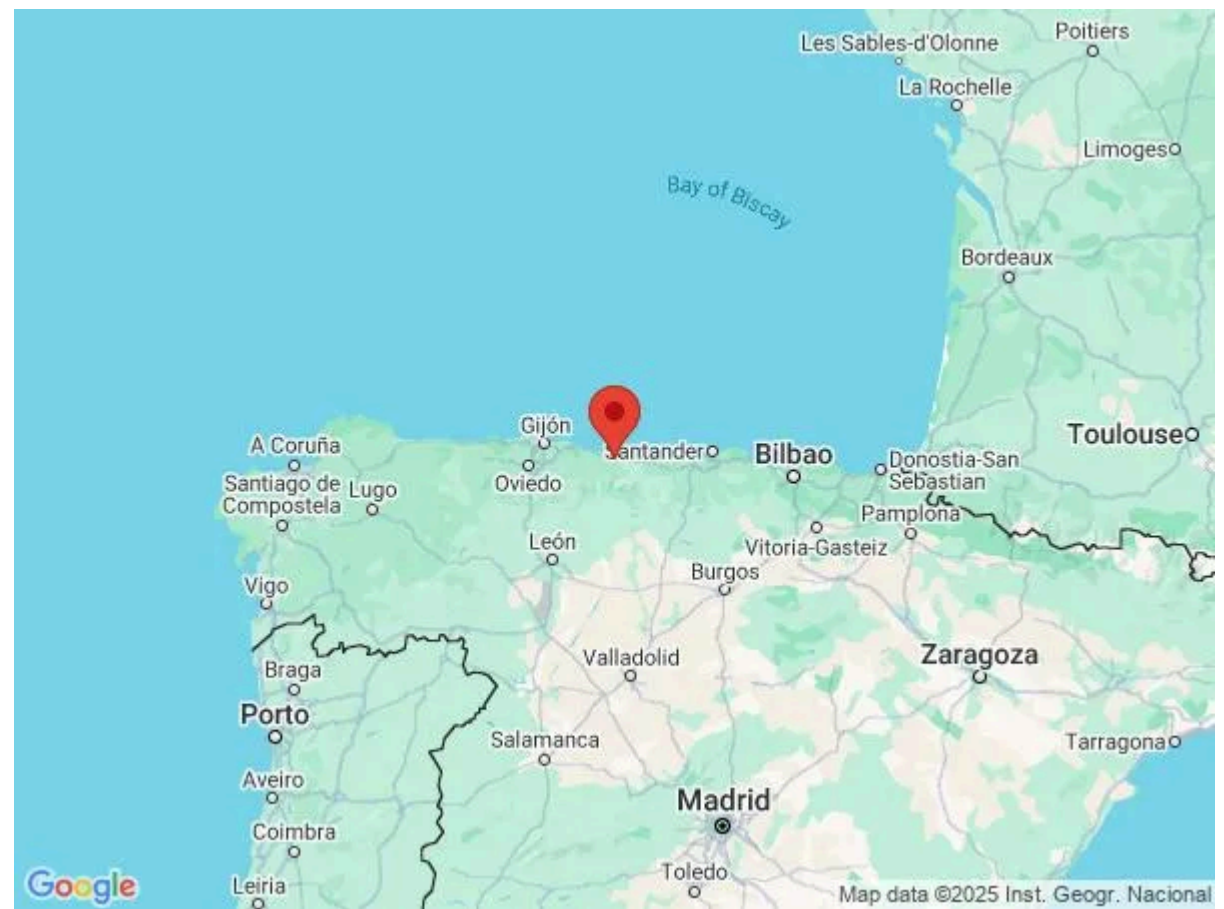 Les Sables-d'Olonne
Poitiers
La Rochelle
Limoges
Bay of Biscay
Bordeaux
Toulouse
Gijón
A Coruña
Santander
Bilbao
Donostia-San
Sebastian
Oviedo
Santiago de
Compostela
Lugo
Pamplona
León
Vitoria-Gasteiz
Burgos
Vigo
Valladolid
Zaragoza
Braga
Porto
Salamanca
Tarragona
Aveiro
Madrid
Coimbra
Toledo
Google
Leiria
Map data ©2025 Inst. Geogr. Nacional